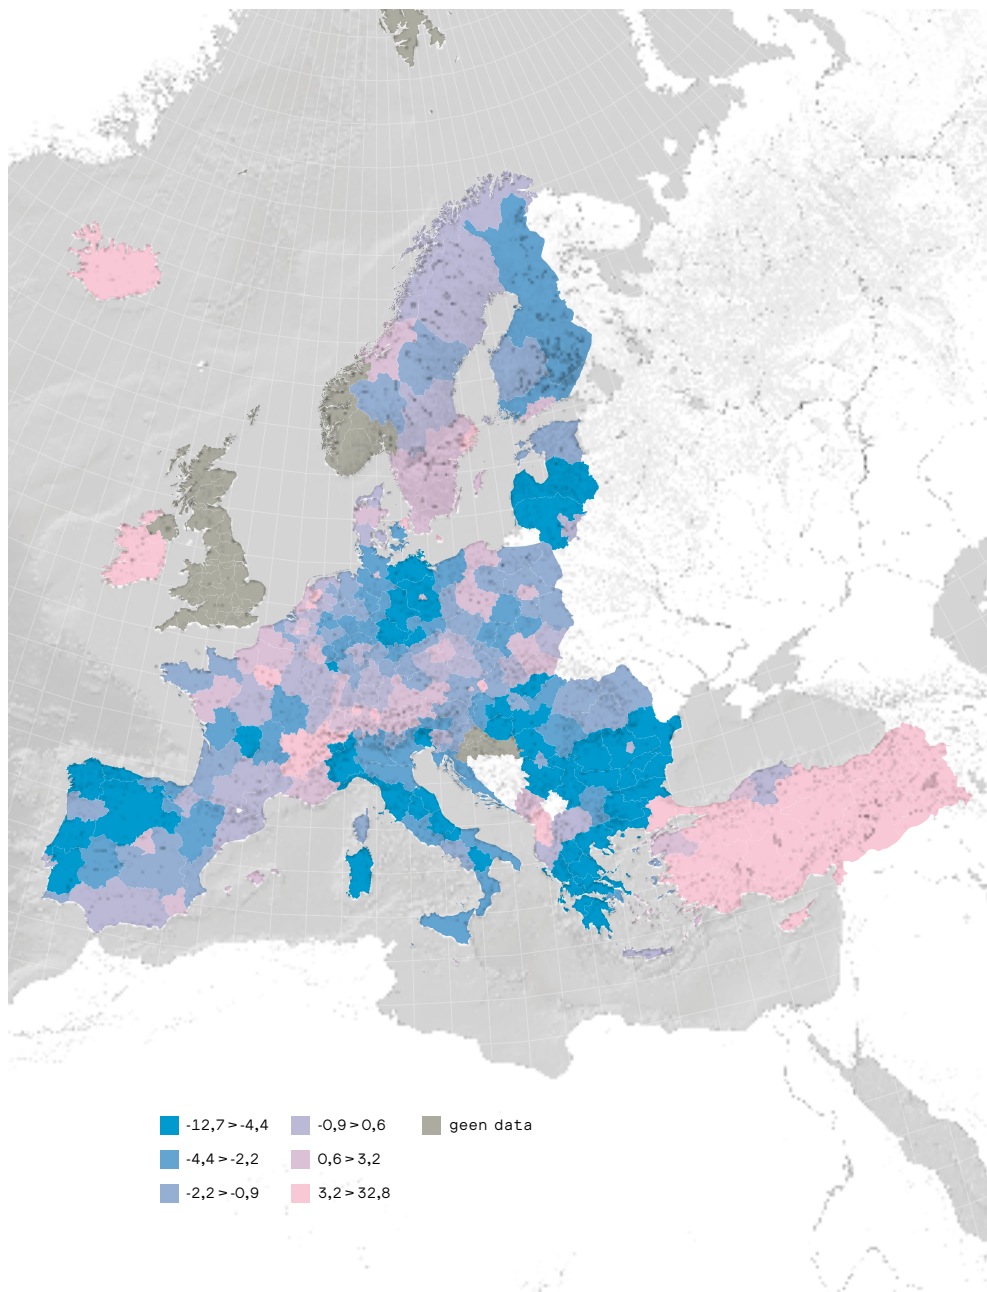 -12,7 > -4,4
-4,4 > -2,2
-2,2 > -0,9
-0,9 > 0,6
0,6 > 3,2
3,2 > 32,8
geen data